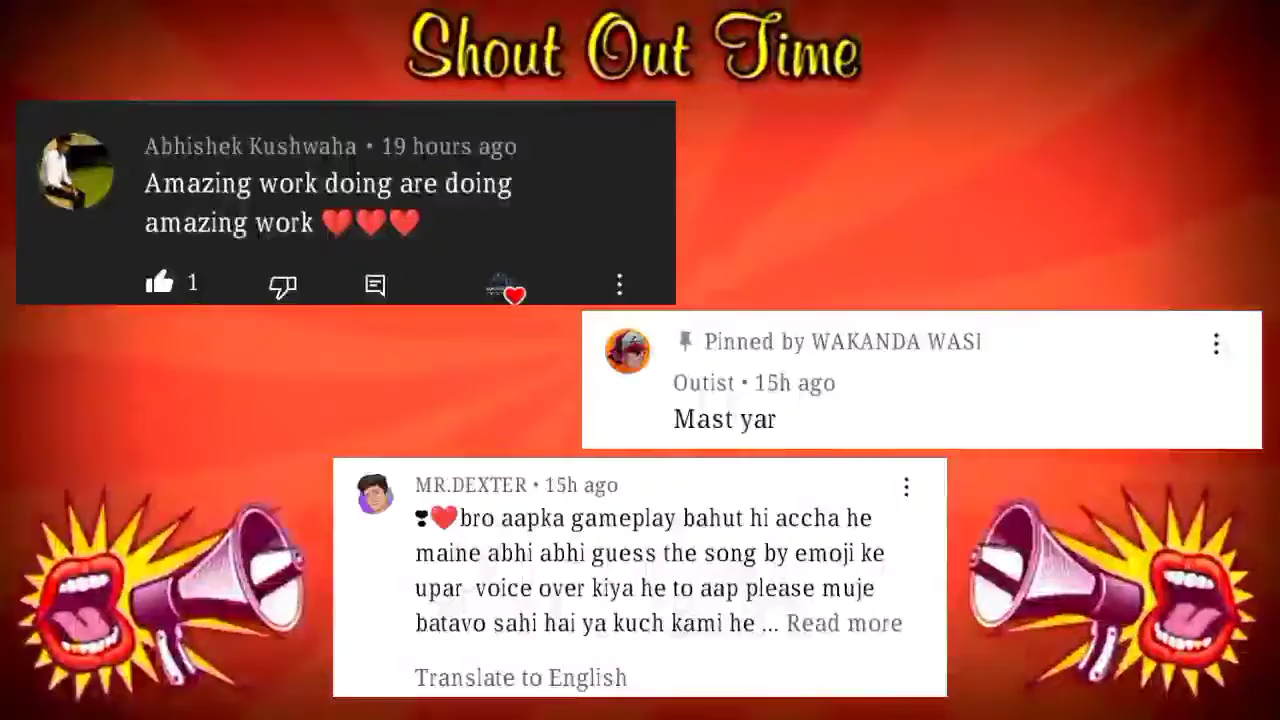 Shout Out Time
Abhishek Kushwaha • 19 hours ago
Amazing work doing are doing
amazing work ❤️❤️❤️
1
Pinned by WAKANDA WASI
Outist • 15h ago
Mast yar
MR.DEXTER • 15h ago
❣❤️bro aapka gameplay bahut hi accha he
maine abhi abhi guess the song by emoji ke
upar voice over kiya he to aap please muje
batavo sahi hai ya kuch kami he ... Read more
Translate to English